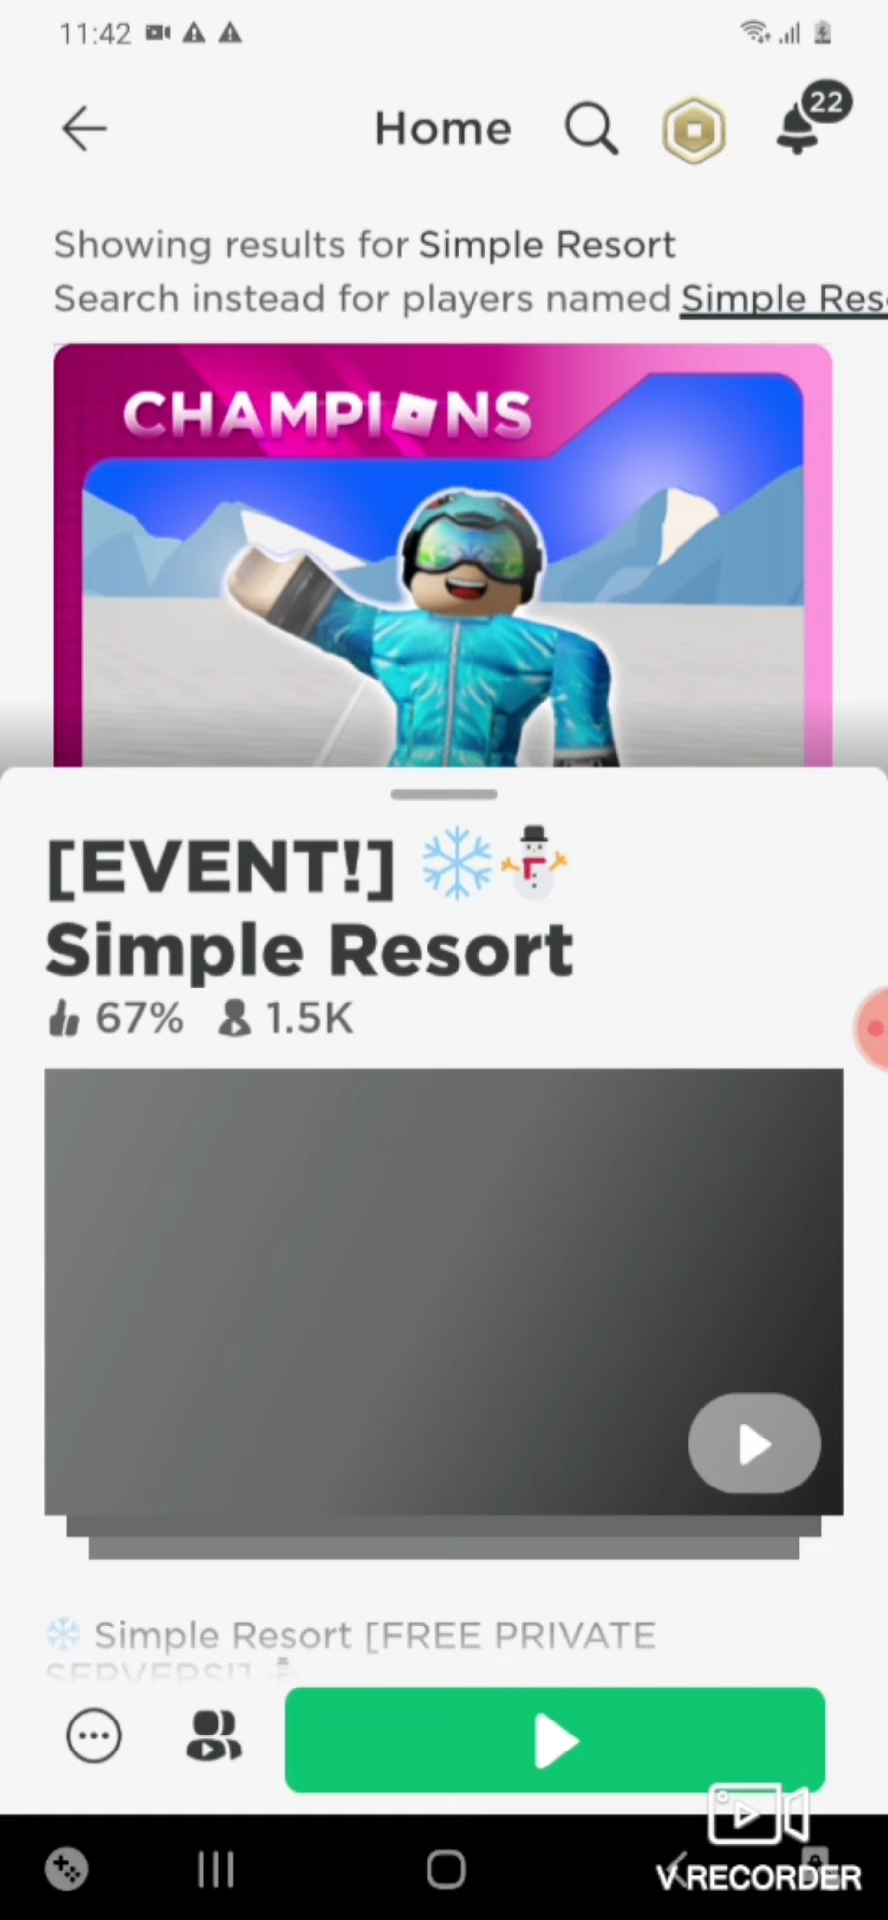 11:42
Home
22
Showing results for Simple Resort
Search instead for players named Simple Res
CHAMPIONS
[EVENT!] ❄️⛄
Simple Resort
67% 1.5K
❄️ Simple Resort [FREE PRIVATE
SERVERS!] ⛄
V RECORDER